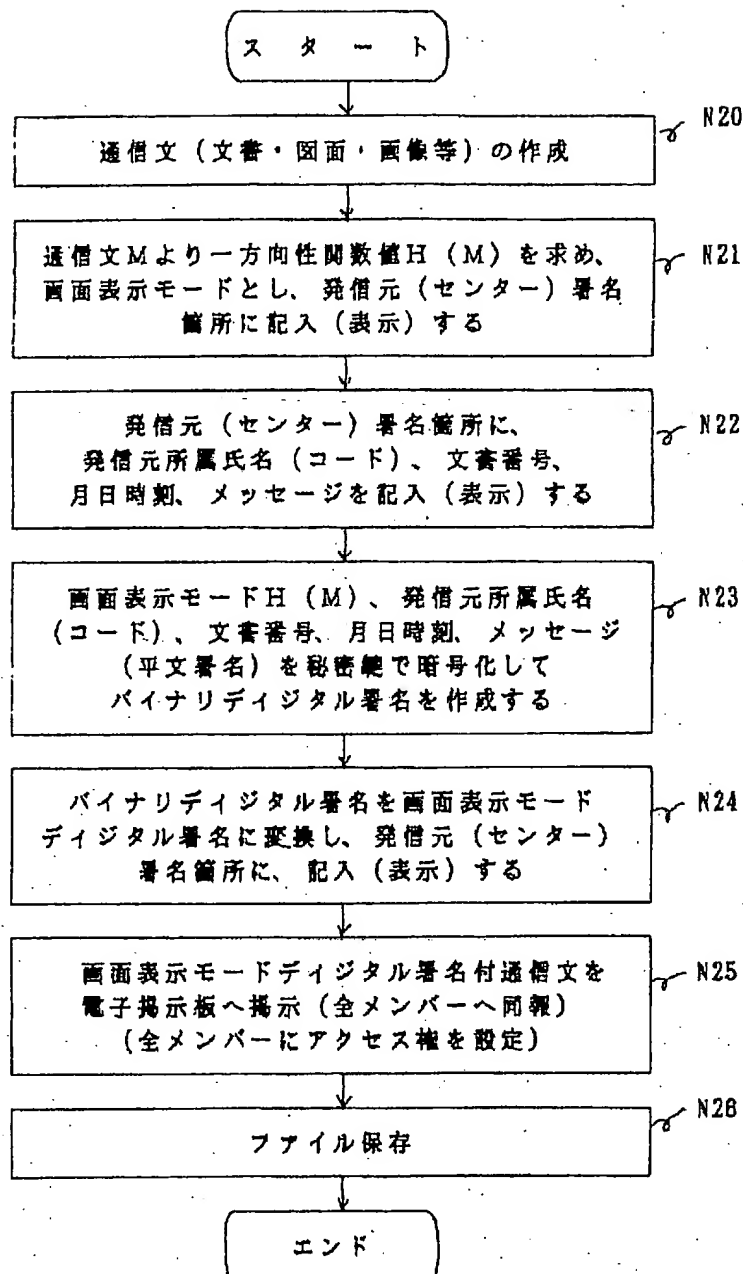 スタート
通信文（文書・図面・画像等）の作成
N20
通信文Mより一方向性関数値H（M）を求め、
画面表示モードとし、発信元（センター）署名
箇所に記入（表示）する
N21
発信元（センター）署名箇所に、
発信元所属氏名（コード）、文書番号、
月日時刻、メッセージを記入（表示）する
N22
画面表示モードH（M）、発信元所属氏名
（コード）、文書番号、月日時刻、メッセージ
（平文署名）を秘密鍵で暗号化して
バイナリディジタル署名を作成する
N23
バイナリディジタル署名を画面表示モード
ディジタル署名に変換し、発信元（センター）
署名箇所に、記入（表示）する
N24
画面表示モードディジタル署名付通信文を
電子掲示板へ掲示（全メンバーへ同報）
（全メンバーにアクセス権を設定）
N25
ファイル保存
N26
エンド